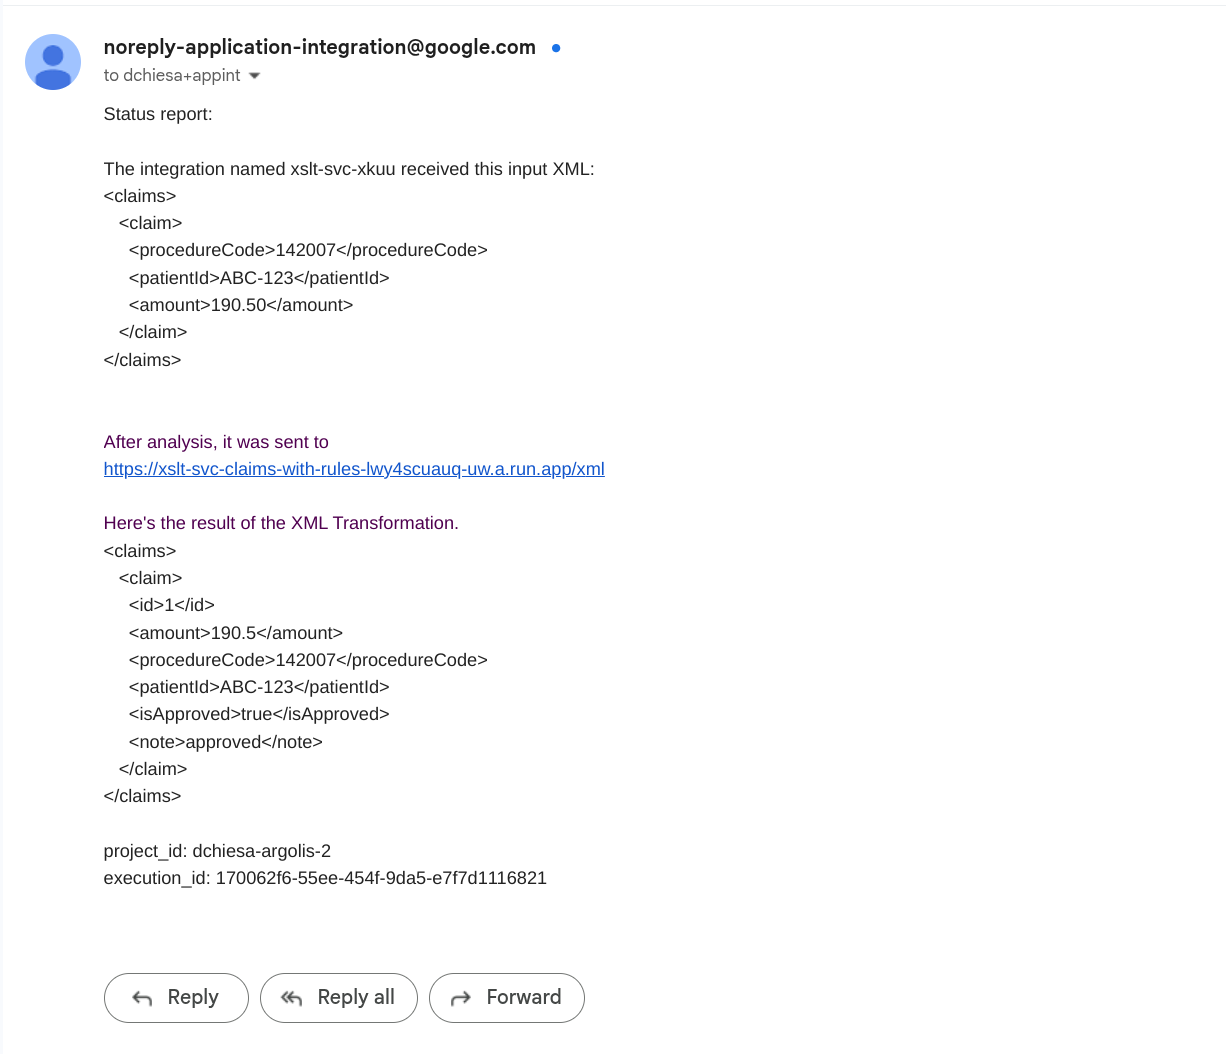 noreply-application-integration@google.com
to dchiesa+appint
Status report:
The integration named xslt-svc-xkuu received this input XML:
<claims>
<claim>
<procedureCode>142007</procedureCode>
<patientId>ABC-123</patientId>
<amount>190.50</amount>
</claim>
</claims>
After analysis, it was sent to
https://xslt-svc-claims-with-rules-lwy4scuauq-uw.a.run.app/xml
Here's the result of the XML Transformation.
<claims>
<claim>
<id>1</id>
<amount>190.5</amount>
<procedureCode>142007</procedureCode>
<patientId>ABC-123</patientId>
<isApproved>true</isApproved>
<note>approved</note>
</claim>
</claims>
project_id: dchiesa-argolis-2
execution_id: 170062f6-55ee-454f-9da5-e7f7d1116821
Reply Reply all Forward